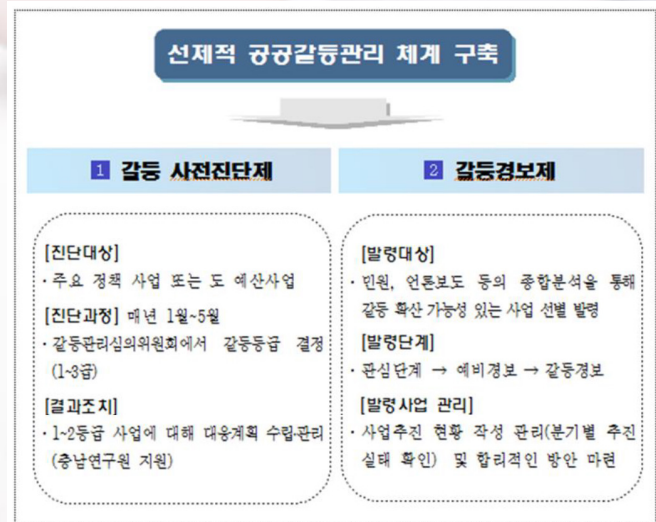 선제적 공공갈등관리 체계 구축
1 갈등 사전진단제
[진단대상]
· 주요 정책 사업 또는 도 예산사업
[진단과정] 매년 1월~5월
· 갈등관리심의위원회에서 갈등등급 결정
(1~3급)
[결과조치]
· 1~2등급 사업에 대해 대응계획 수립·관리
(충남연구원 지원)
2 갈등경보제
[발령대상]
· 민원, 언론보도 등의 종합분석을 통해
갈등 확산 가능성 있는 사업 선별 발령
[발령단계]
· 관심단계 → 예비경보 → 갈등경보
[발령사업 관리]
· 사업추진 현황 작성 관리(분기별 추진
실태 확인) 및 합리적인 방안 마련